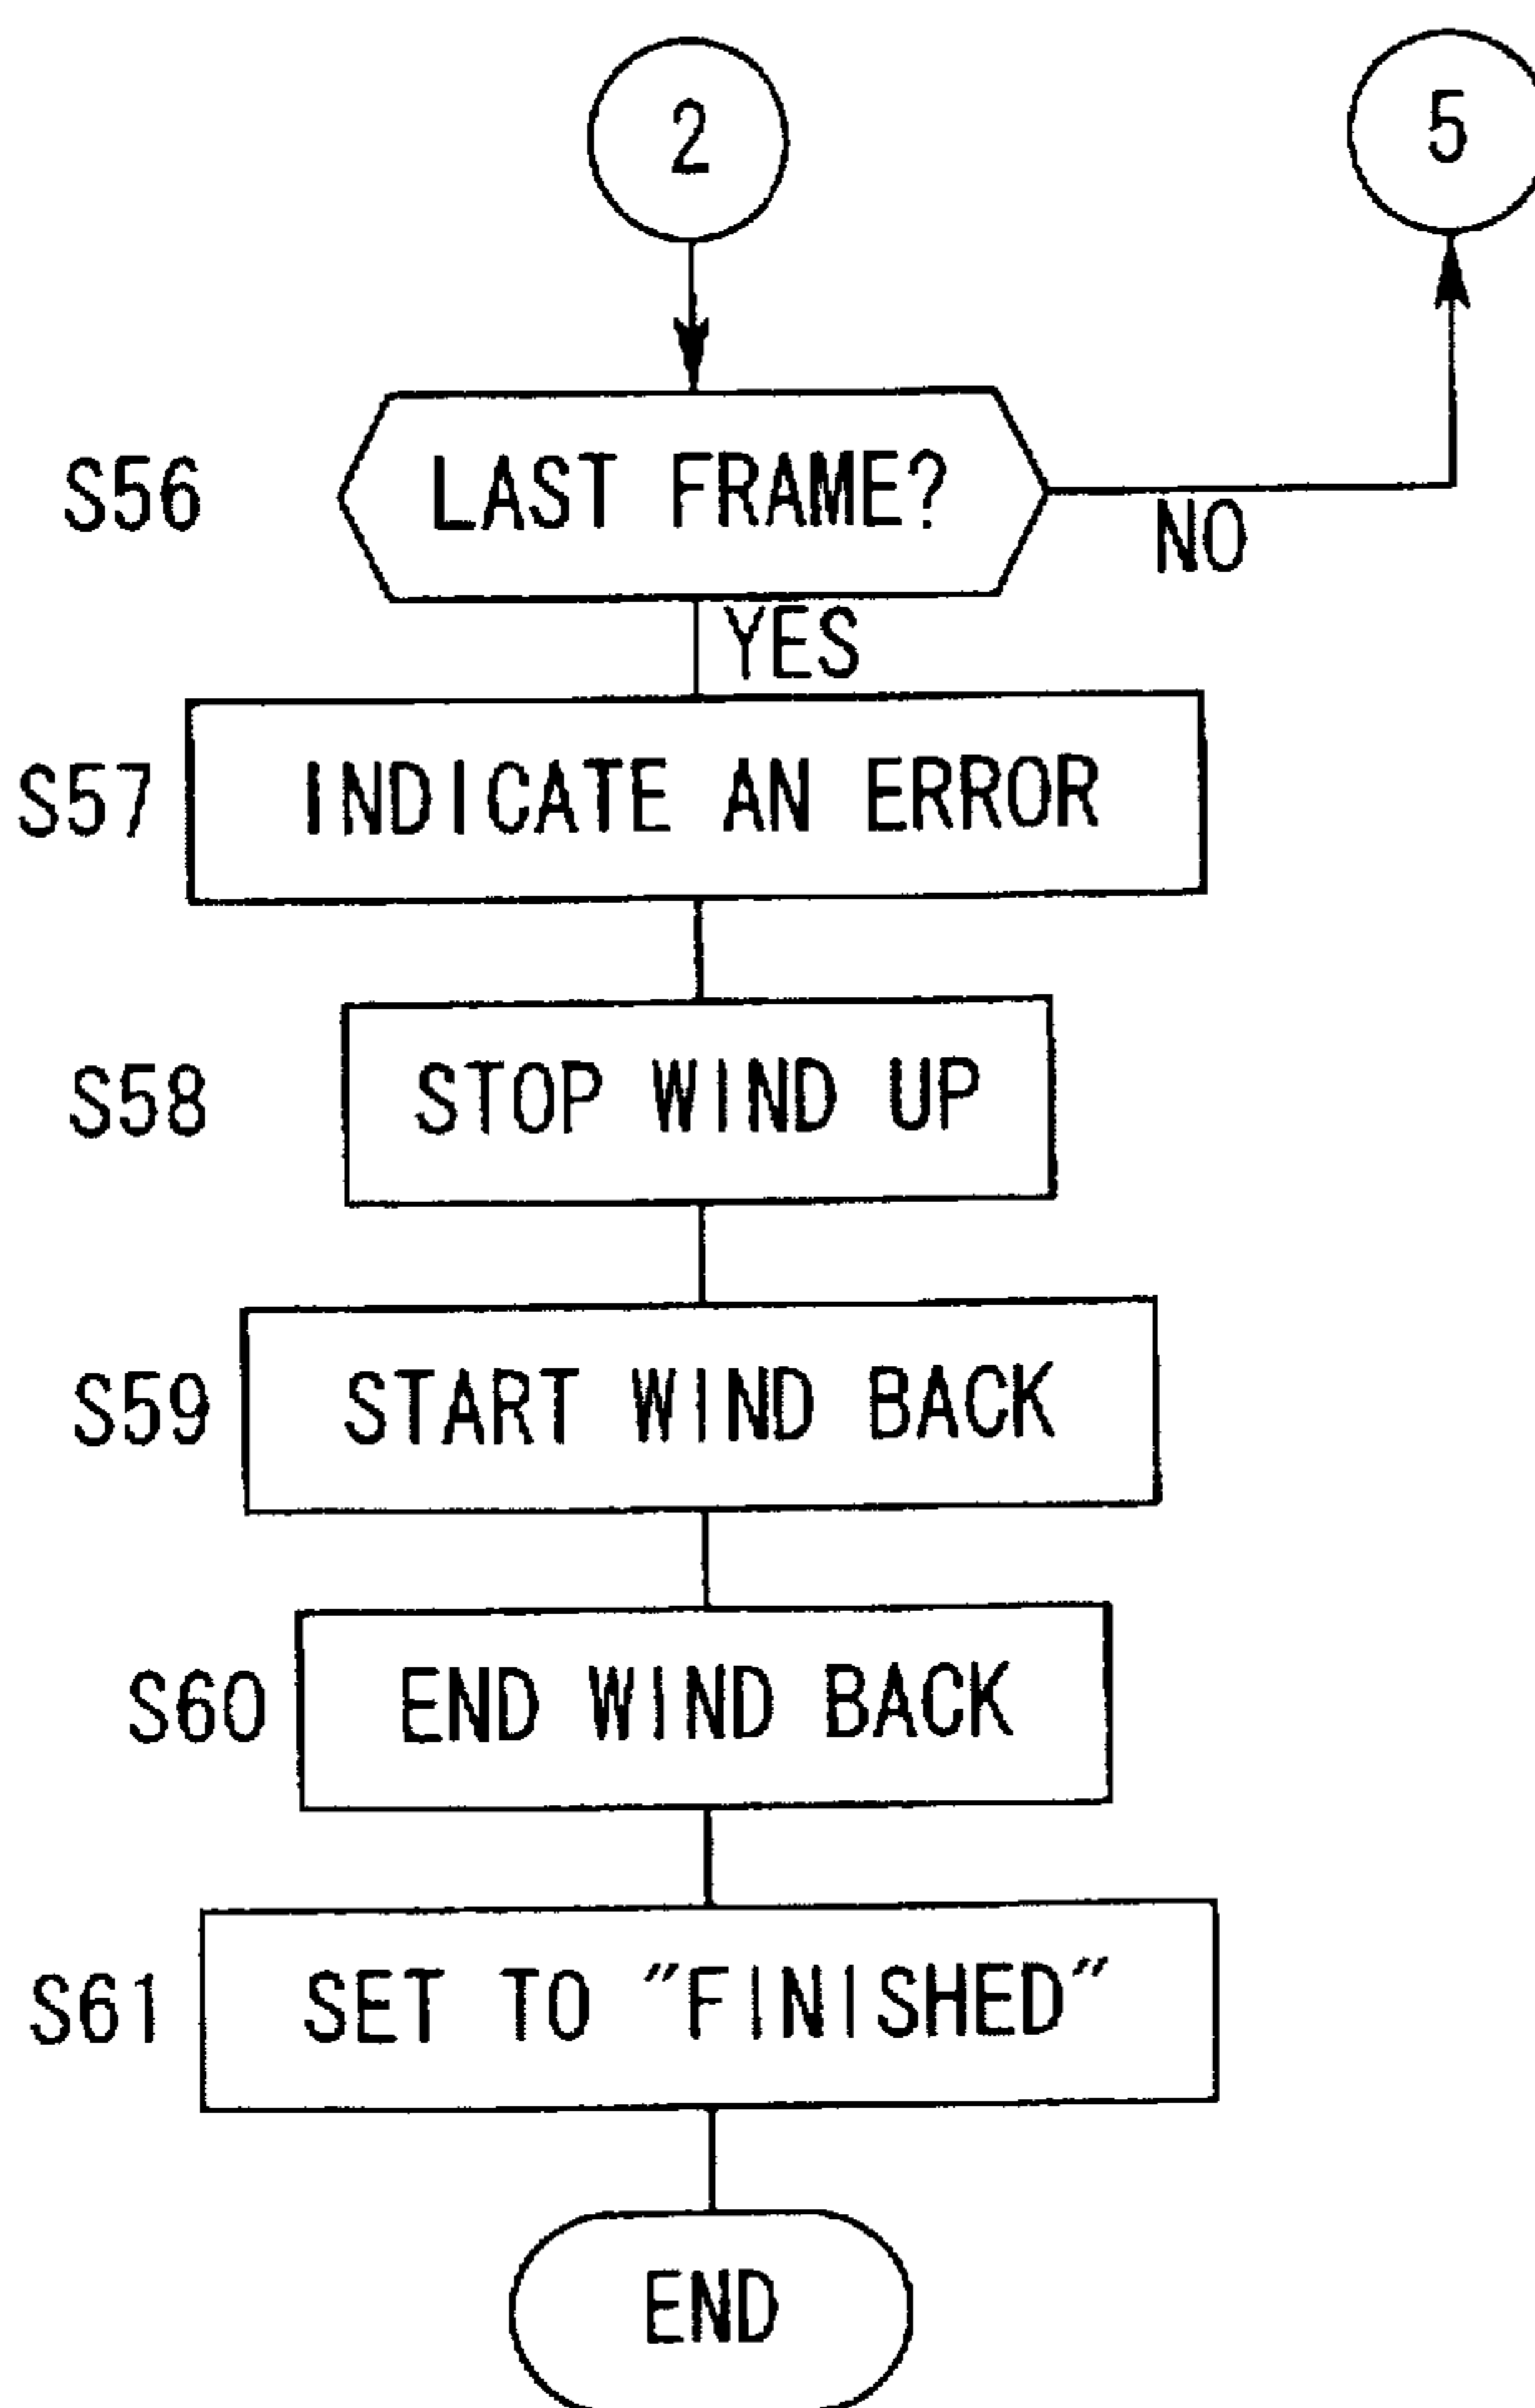 2
5
S56 LAST FRAME?
NO
YES
S57 INDICATE AN ERROR
S58 STOP WIND UP
S59 START WIND BACK
S60 END WIND BACK
S61 SET TO "FINISHED"
END